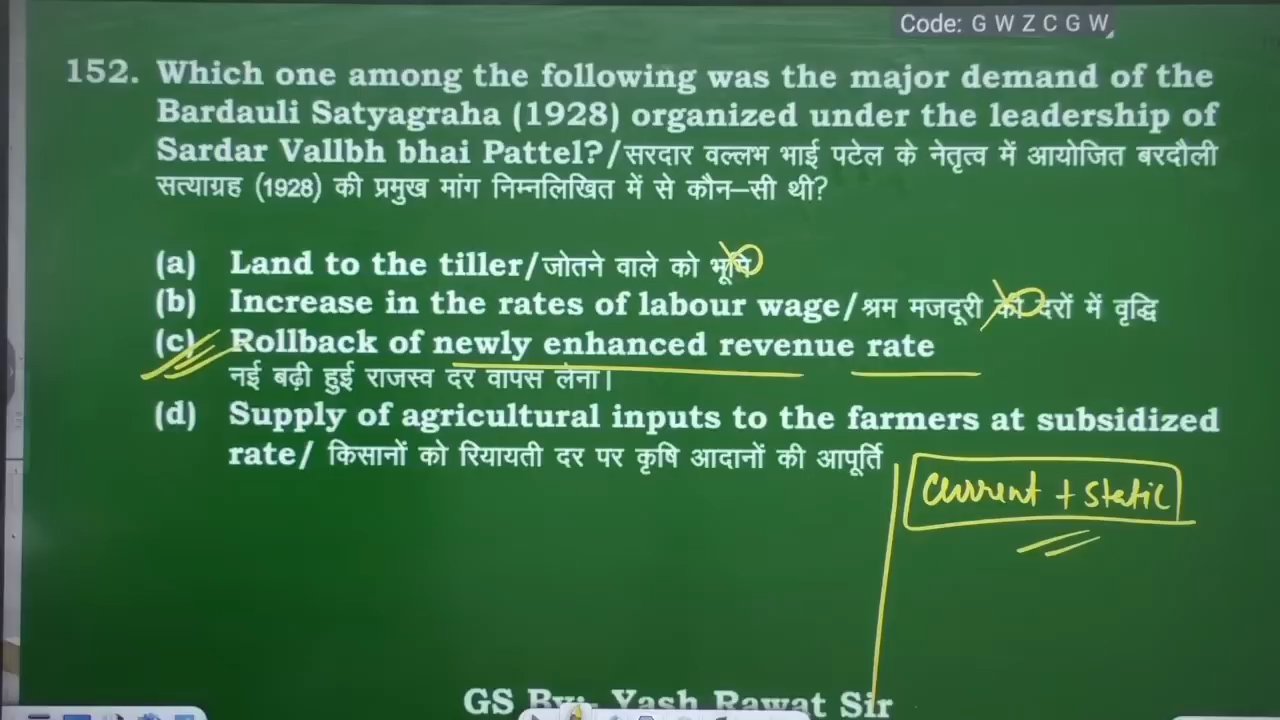 Code: G W Z C G W
152. Which one among the following was the major demand of the
Bardauli Satyagraha (1928) organized under the leadership of
Sardar Vallbh bhai Pattel?/सरदार वल्लभ भाई पटेल के नेतृत्व में आयोजित बरदौली
सत्याग्रह (1928) की प्रमुख मांग निम्नलिखित में से कौन–सी थी?
(a) Land to the tiller/जोतने वाले को भूमि
(b) Increase in the rates of labour wage/श्रम मजदूरी की दरों में वृद्धि
(c) Rollback of newly enhanced revenue rate
नई बढ़ी हुई राजस्व दर वापस लेना।
(d) Supply of agricultural inputs to the farmers at subsidized
rate/ किसानों को रियायती दर पर कृषि आदानों की आपूर्ति
current + static
GS By:- Yash Rawat Sir